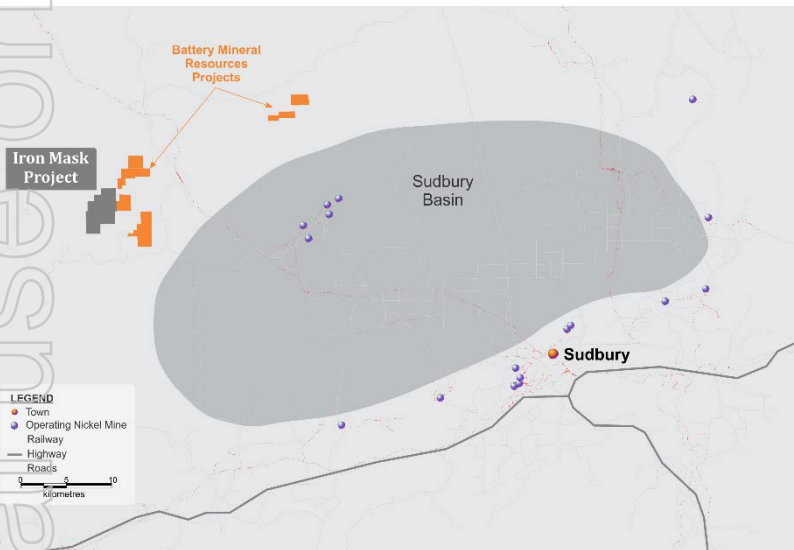 Battery Mineral
Resources
Projects
Iron Mask
Project
Sudbury
Basin
Sudbury
LEGEND
Town
Operating Nickel Mine
Railway
Highway
Roads
0 5 10
kilometres